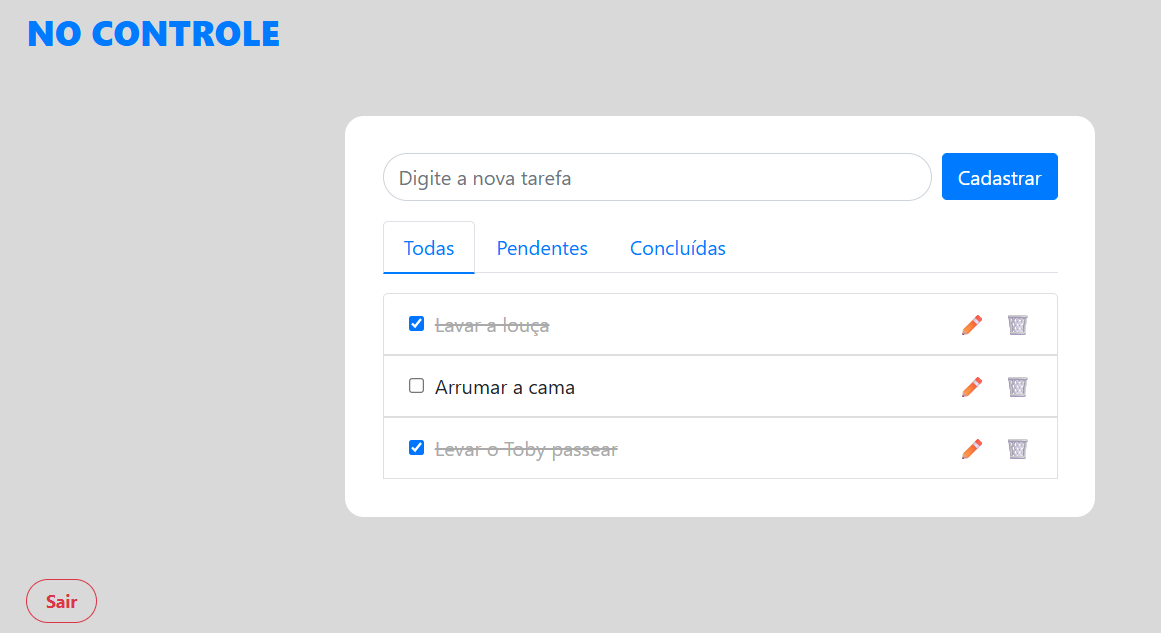 NO CONTROLE
Digite a nova tarefa
Cadastrar
Todas
Pendentes
Concluídas
Lavar a louça
Arrumar a cama
Levar o Toby passear
Sair